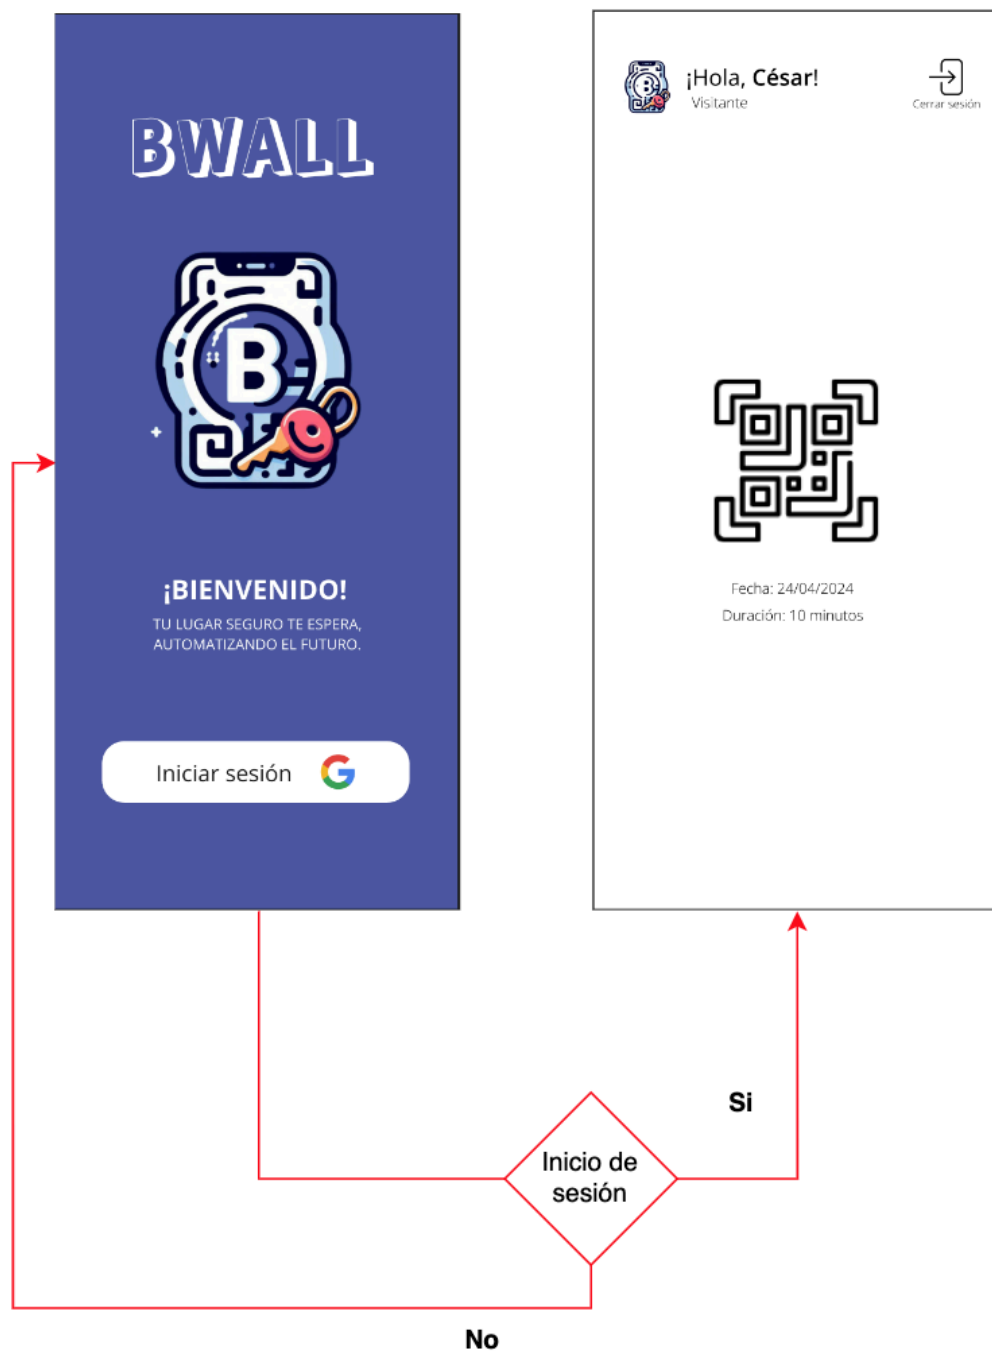 BWALL
B
¡BIENVENIDO!
TU LUGAR SEGURO TE ESPERA,
AUTOMATIZANDO EL FUTURO.
Iniciar sesión
B
¡Hola, César!
Visitante
Cerrar sesión
Fecha: 24/04/2024
Duración: 10 minutos
Inicio de
sesión
Si
No